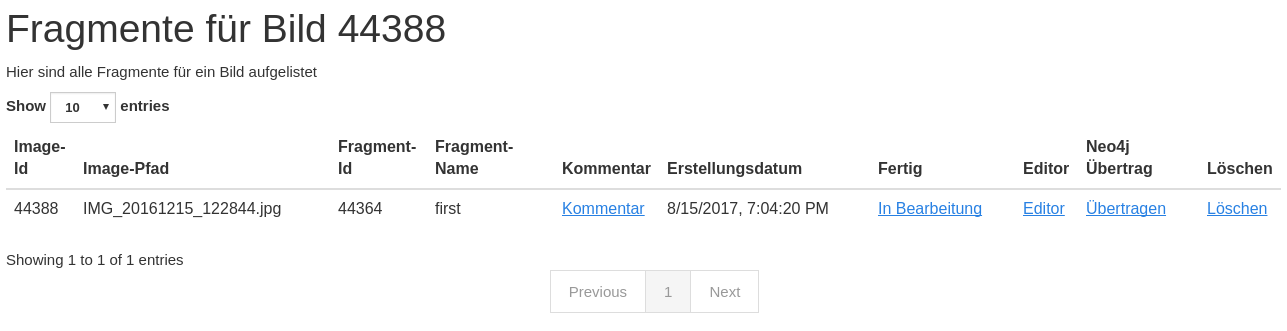 Fragmente für Bild 44388
Hier sind alle Fragmente für ein Bild aufgelistet
Show 10 entries
Image-Id Image-Pfad Fragment-Id Fragment-Name Kommentar Erstellungsdatum Fertig Editor Neo4j Übertrag Löschen
44388 IMG_20161215_122844.jpg 44364 first Kommentar 8/15/2017, 7:04:20 PM In Bearbeitung Editor Übertragen Löschen
Showing 1 to 1 of 1 entries
Previous 1 Next